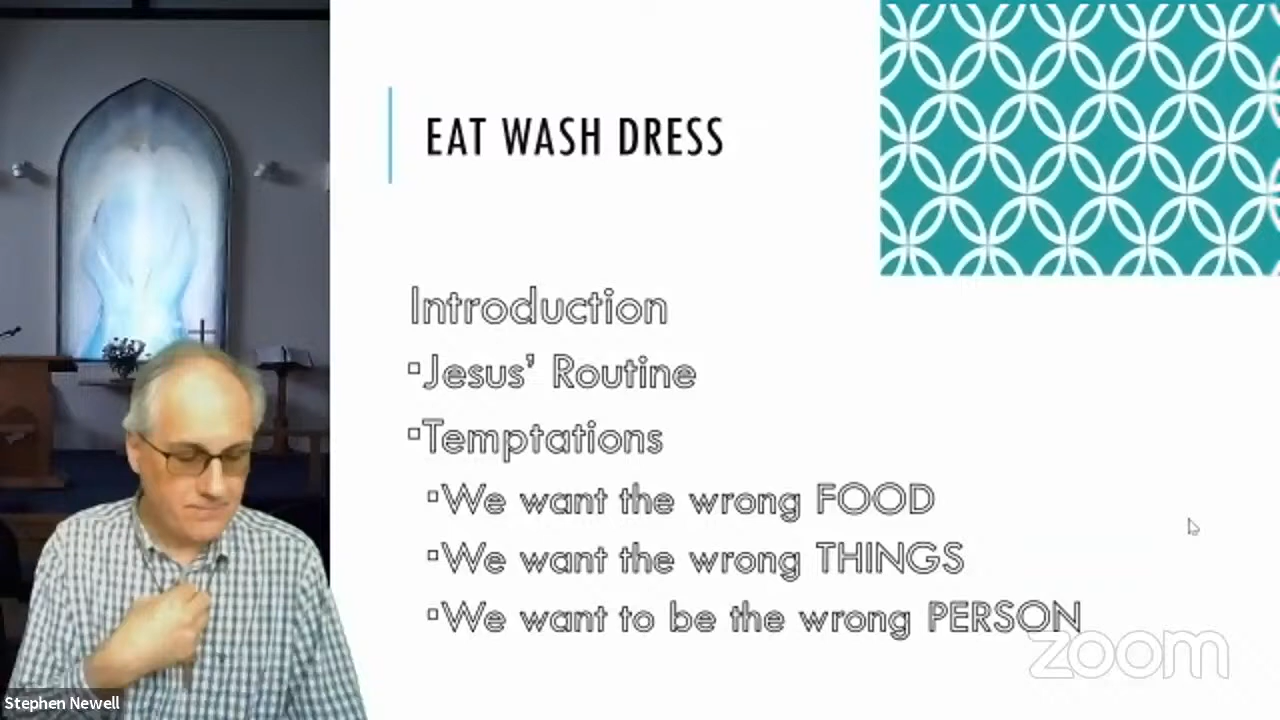 EAT WASH DRESS
Introduction
▫Jesus’ Routine
▫Temptations
▫We want the wrong FOOD
▫We want the wrong THINGS
▫We want to be the wrong PERSON
zoom
Stephen Newell